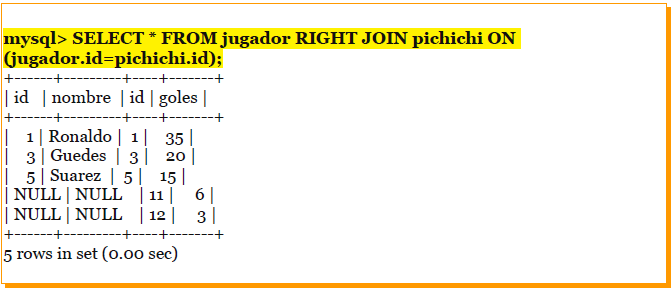 mysql> SELECT * FROM jugador RIGHT JOIN pichichi ON
(jugador.id=pichichi.id);
+------+---------+----+-------+
| id   | nombre  | id | goles |
+------+---------+----+-------+
|    1 | Ronaldo |  1 |    35 |
|    3 | Guedes  |  3 |    20 |
|    5 | Suarez  |  5 |    15 |
| NULL | NULL    | 11 |     6 |
| NULL | NULL    | 12 |     3 |
+------+---------+----+-------+
5 rows in set (0.00 sec)